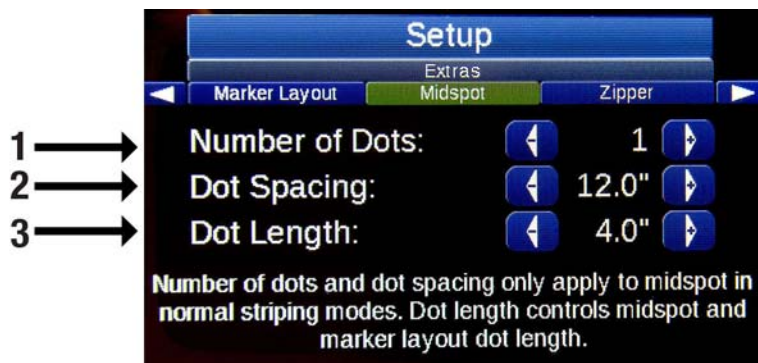 Setup
Extras
Marker Layout Midspot Zipper
1 Number of Dots: - 1 +
2 Dot Spacing: - 12.0" +
3 Dot Length: - 4.0" +
Number of dots and dot spacing only apply to midspot in
normal striping modes. Dot length controls midspot and
marker layout dot length.